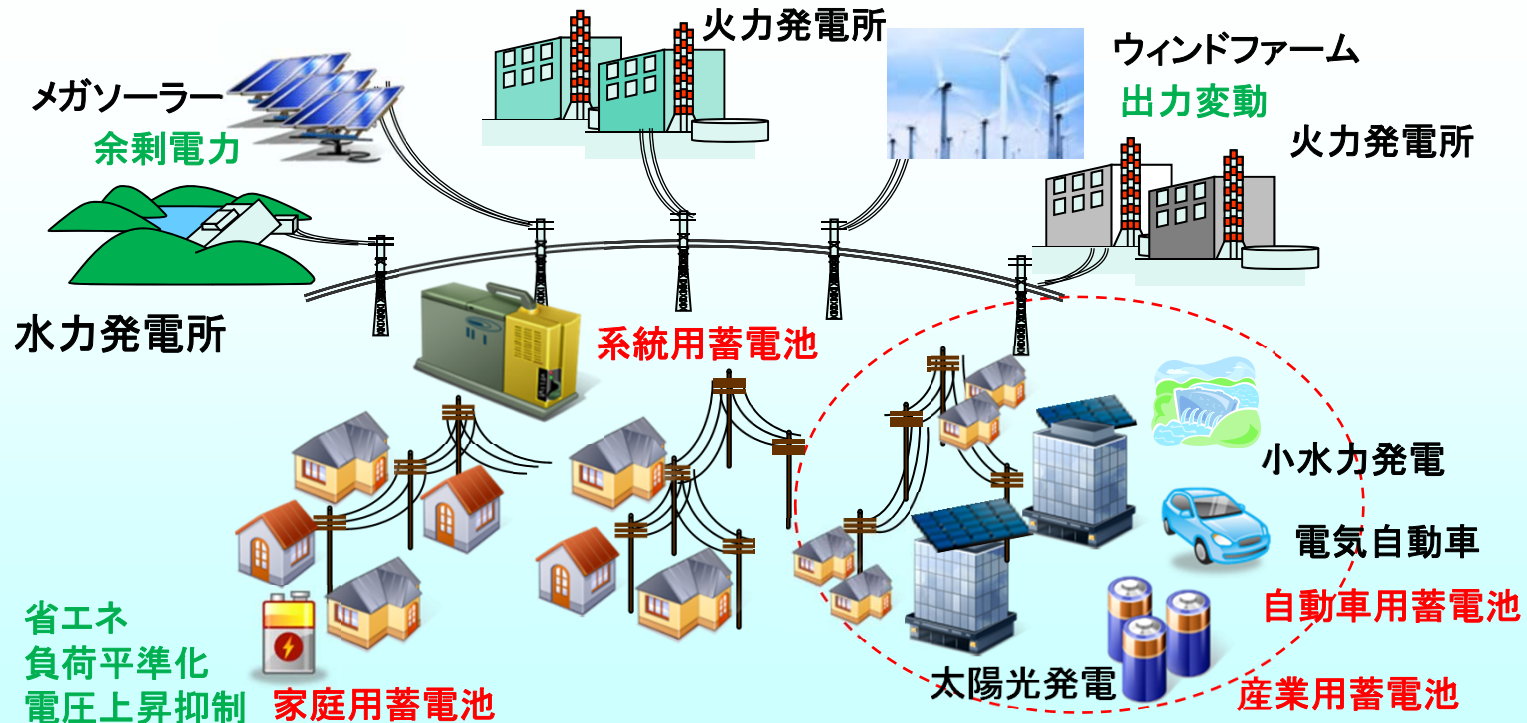 火力発電所
ウィンドファーム
出力変動
メガソーラー
余剰電力
火力発電所
水力発電所
系統用蓄電池
小水力発電
電気自動車
自動車用蓄電池
省エネ
負荷平準化
電圧上昇抑制
家庭用蓄電池
太陽光発電
産業用蓄電池